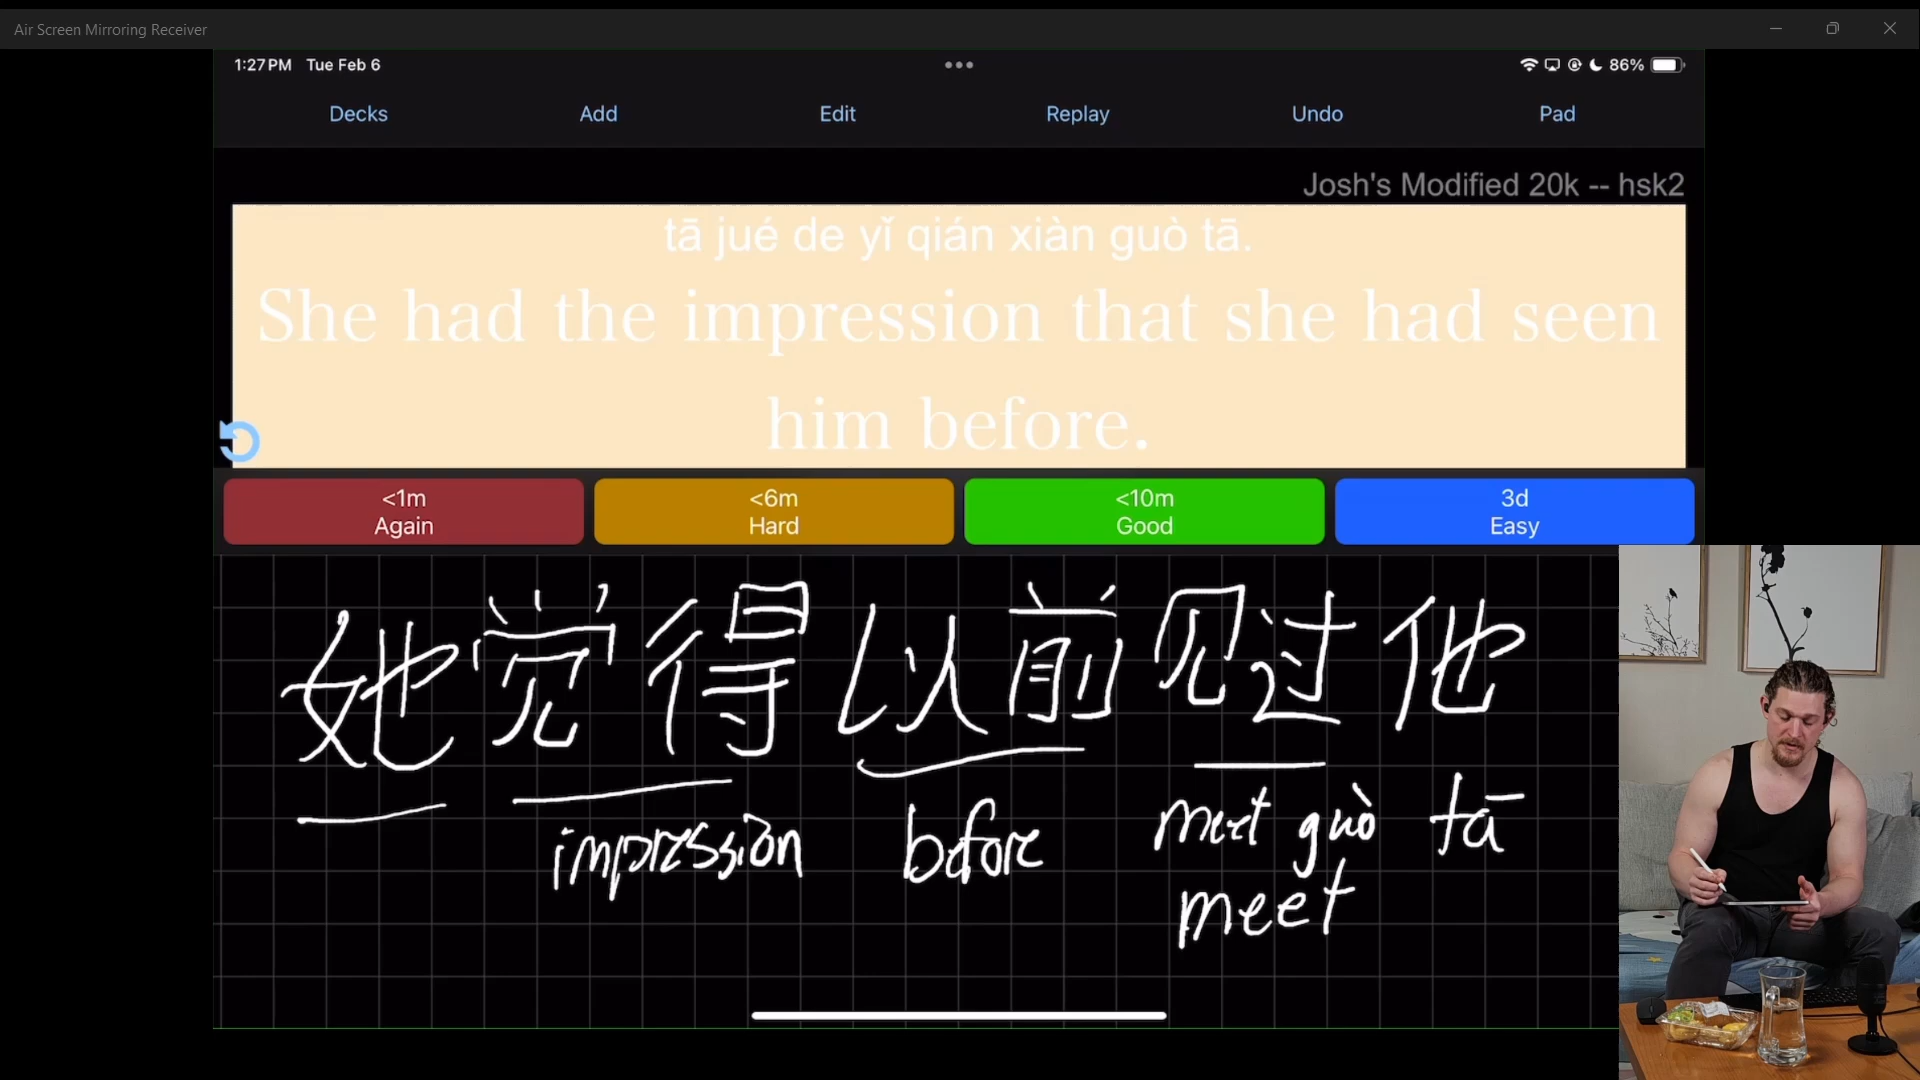 Air Screen Mirroring Receiver
1:27 PM Tue Feb 6
86%
Decks Add Edit Replay Undo Pad
Josh's Modified 20k -- hsk2
tā jué de yǐ qián xiàn guò tā.
She had the impression that she had seen
him before.
<1m <6m <10m 3d
Again Hard Good Easy
她觉得以前见过他
impression before meet guò tā
meet